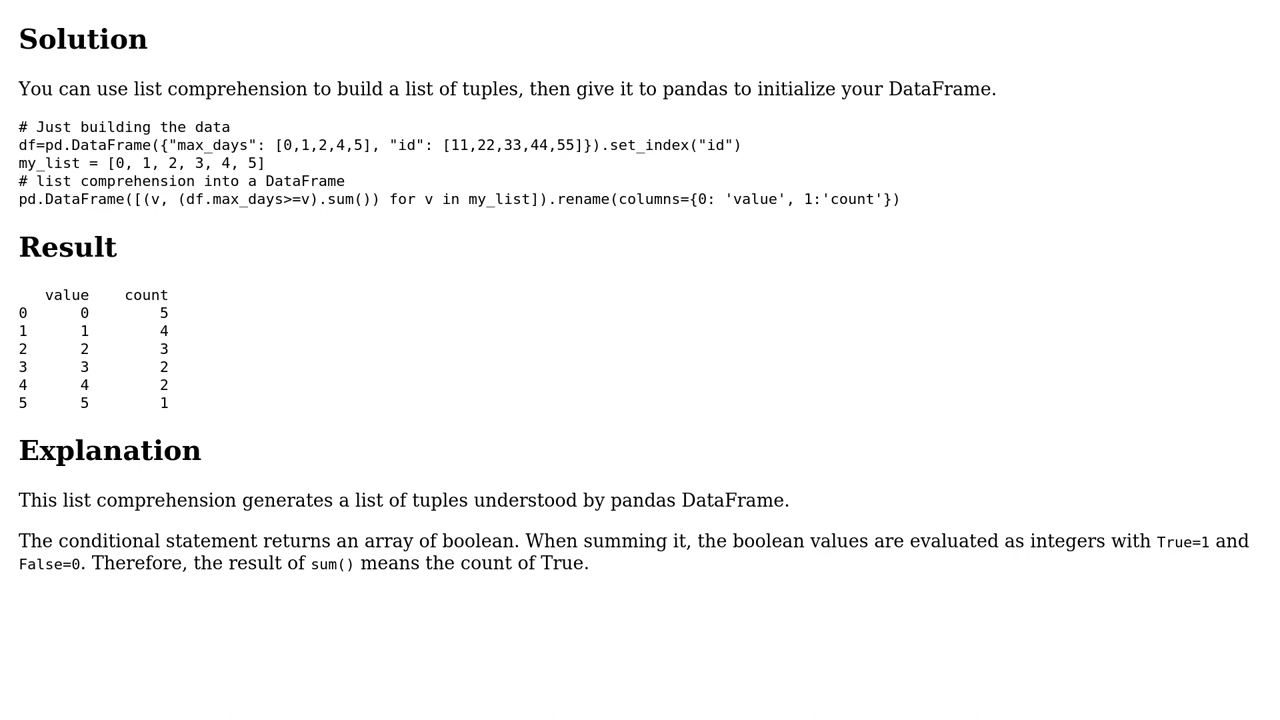 Solution
You can use list comprehension to build a list of tuples, then give it to pandas to initialize your DataFrame.
# Just building the data
df=pd.DataFrame({"max_days": [0,1,2,4,5], "id": [11,22,33,44,55]}).set_index("id")
my_list = [0, 1, 2, 3, 4, 5]
# list comprehension into a DataFrame
pd.DataFrame([(v, (df.max_days>=v).sum()) for v in my_list]).rename(columns={0: 'value', 1:'count'})
Result
   value    count
0      0        5
1      1        4
2      2        3
3      3        2
4      4        2
5      5        1
Explanation
This list comprehension generates a list of tuples understood by pandas DataFrame.
The conditional statement returns an array of boolean. When summing it, the boolean values are evaluated as integers with True=1 and
False=0. Therefore, the result of sum() means the count of True.